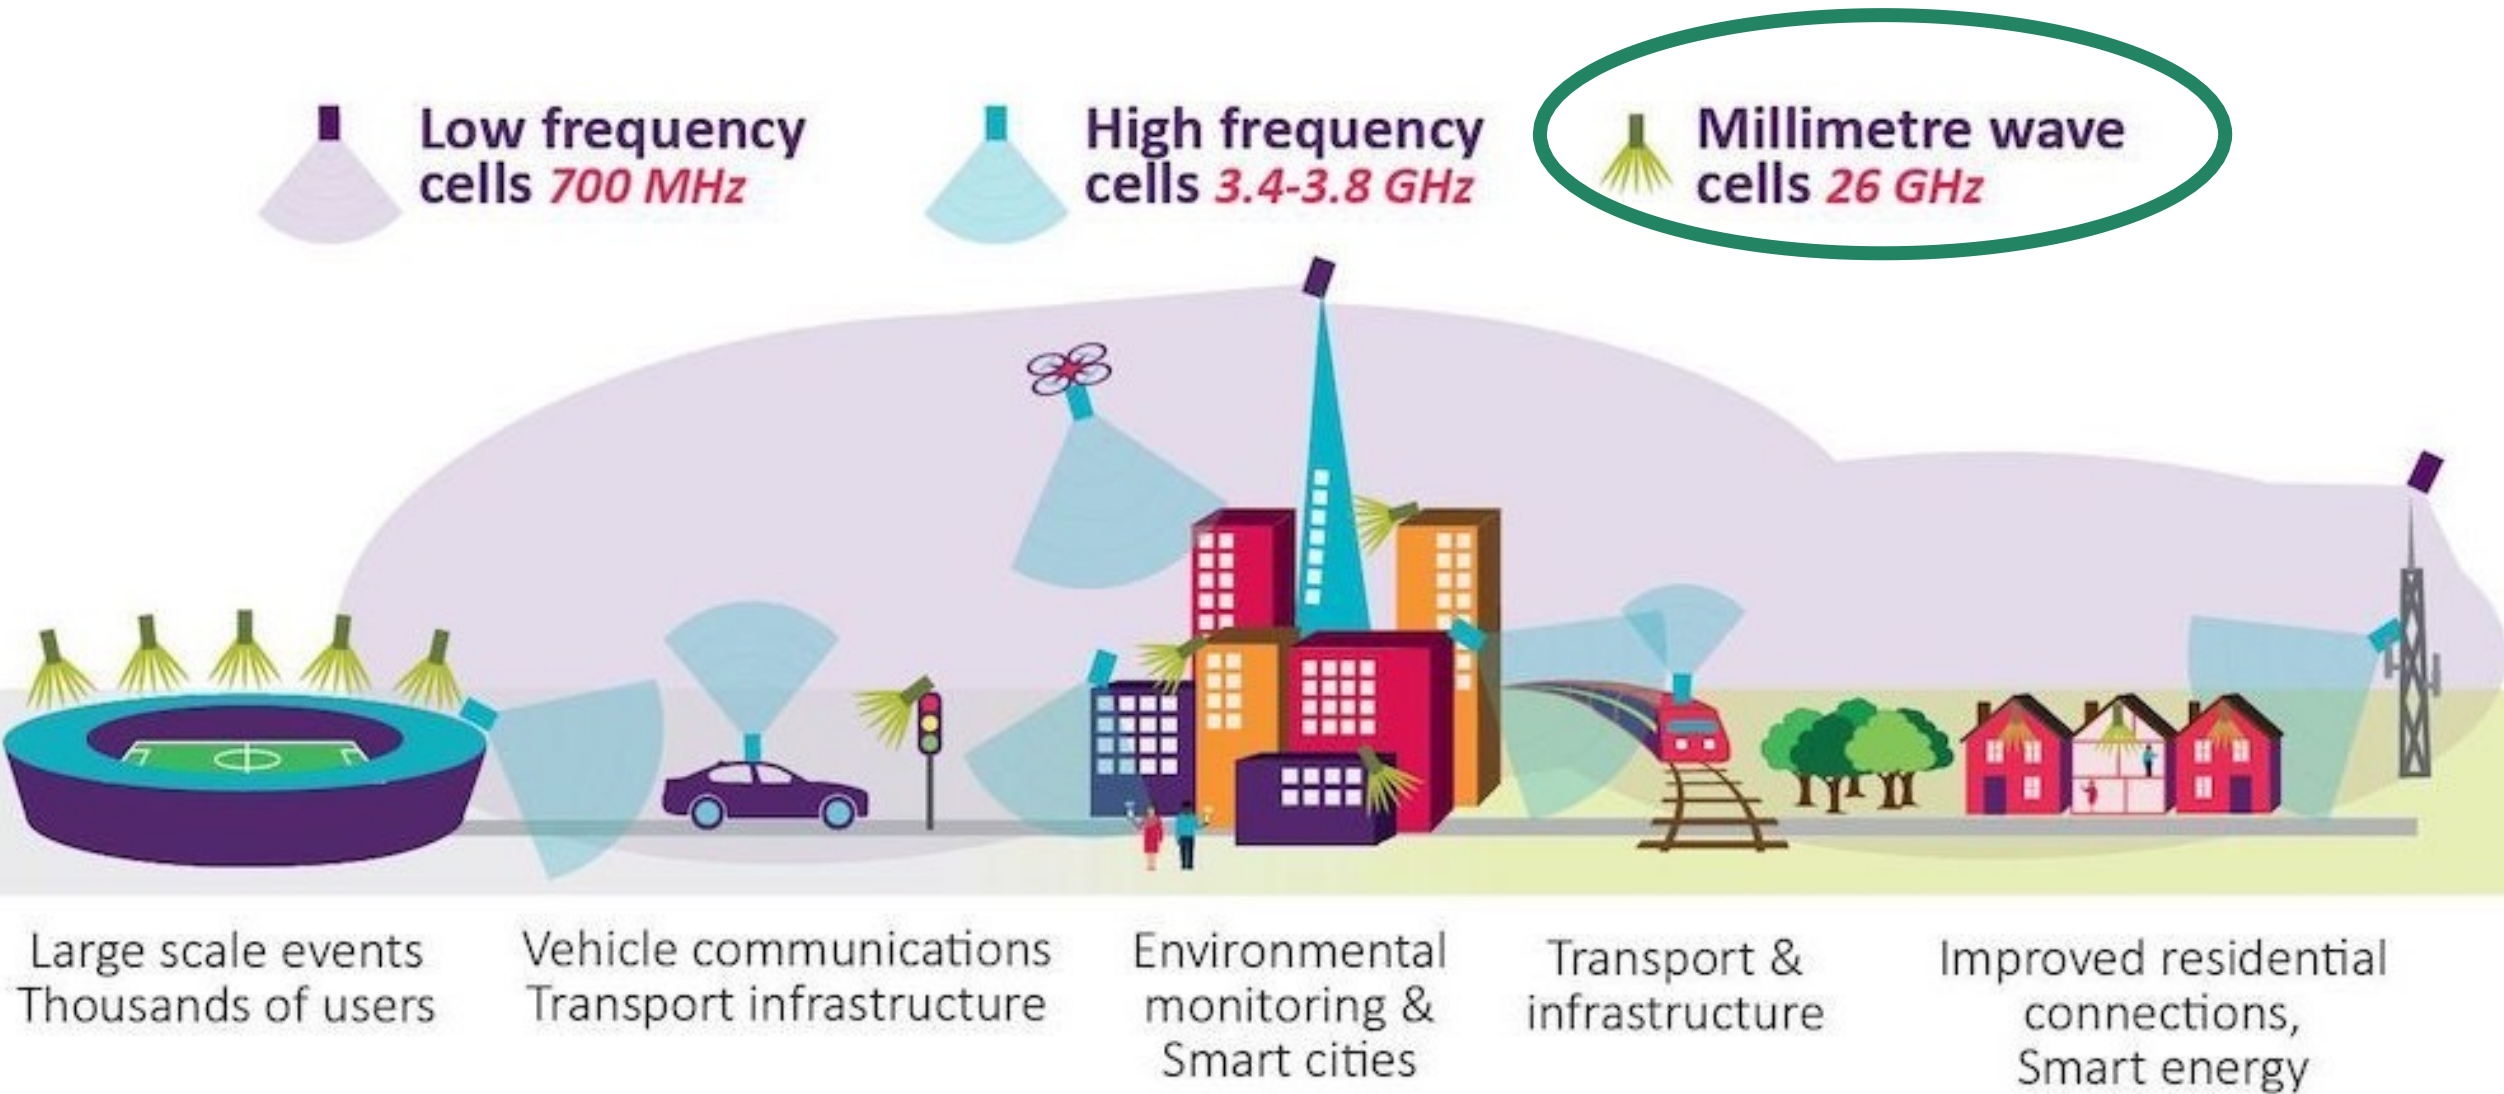 Low frequency
cells 700 MHz
High frequency
cells 3.4-3.8 GHz
Millimetre wave
cells 26 GHz
Large scale events
Thousands of users
Vehicle communications
Transport infrastructure
Environmental
monitoring &
Smart cities
Transport &
infrastructure
Improved residential
connections,
Smart energy